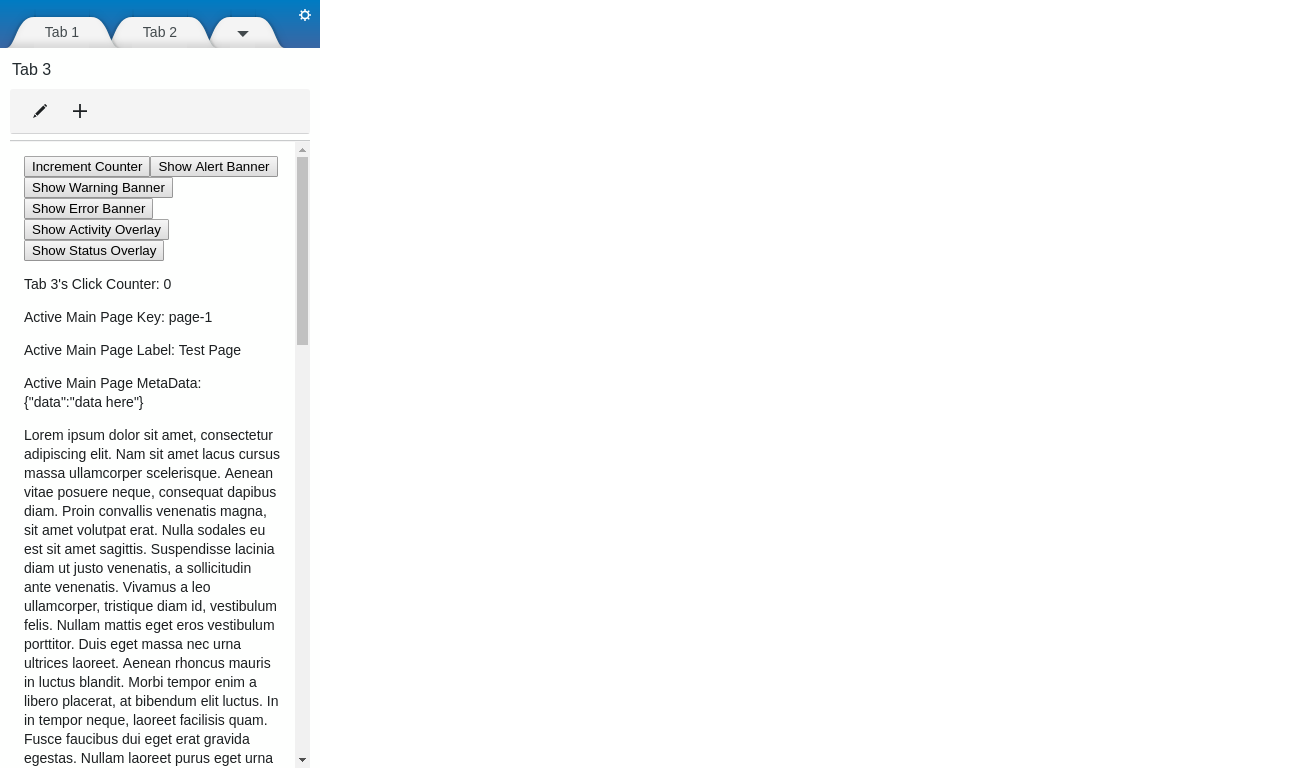 Tab 1 Tab 2
Tab 3
Increment Counter Show Alert Banner
Show Warning Banner
Show Error Banner
Show Activity Overlay
Show Status Overlay
Tab 3's Click Counter: 0
Active Main Page Key: page-1
Active Main Page Label: Test Page
Active Main Page MetaData:
{"data":"data here"}
Lorem ipsum dolor sit amet, consectetur
adipiscing elit. Nam sit amet lacus cursus
massa ullamcorper scelerisque. Aenean
vitae posuere neque, consequat dapibus
diam. Proin convallis venenatis magna,
sit amet volutpat erat. Nulla sodales eu
est sit amet sagittis. Suspendisse lacinia
diam ut justo venenatis, a sollicitudin
ante venenatis. Vivamus a leo
ullamcorper, tristique diam id, vestibulum
felis. Nullam mattis eget eros vestibulum
porttitor. Duis eget massa nec urna
ultrices laoreet. Aenean rhoncus mauris
in luctus blandit. Morbi tempor enim a
libero placerat, at bibendum elit luctus. In
in tempor neque, laoreet facilisis quam.
Fusce faucibus dui eget erat gravida
egestas. Nullam laoreet purus eget urna